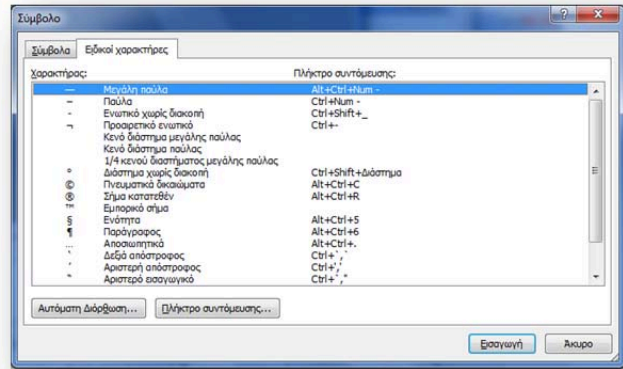 Σύμβολο
Σύμβολα Ειδικοί χαρακτήρες
Χαρακτήρας: Πλήκτρο συντόμευσης:
— Μεγάλη παύλα Alt+Ctrl+Num -
– Παύλα Ctrl+Num -
- Ενωτικό χωρίς διακοπή Ctrl+Shift+_
¬ Προαιρετικό ενωτικό Ctrl+-
Κενό διάστημα μεγάλης παύλας
Κενό διάστημα παύλας
1/4 κενού διαστήματος μεγάλης παύλας
° Διάστημα χωρίς διακοπή Ctrl+Shift+Διάστημα
© Πνευματικά δικαιώματα Alt+Ctrl+C
® Σήμα κατατεθέν Alt+Ctrl+R
™ Εμπορικό σήμα
§ Ενότητα Alt+Ctrl+5
¶ Παράγραφος Alt+Ctrl+6
… Αποσιωπητικά Alt+Ctrl+.
‘ Δεξιά απόστροφος Ctrl+`,`
’ Αριστερή απόστροφος Ctrl+','
“ Αριστερό εισαγωγικό Ctrl+`,"
Αυτόματη Διόρθωση... Πλήκτρο συντόμευσης...
Εισαγωγή Άκυρο